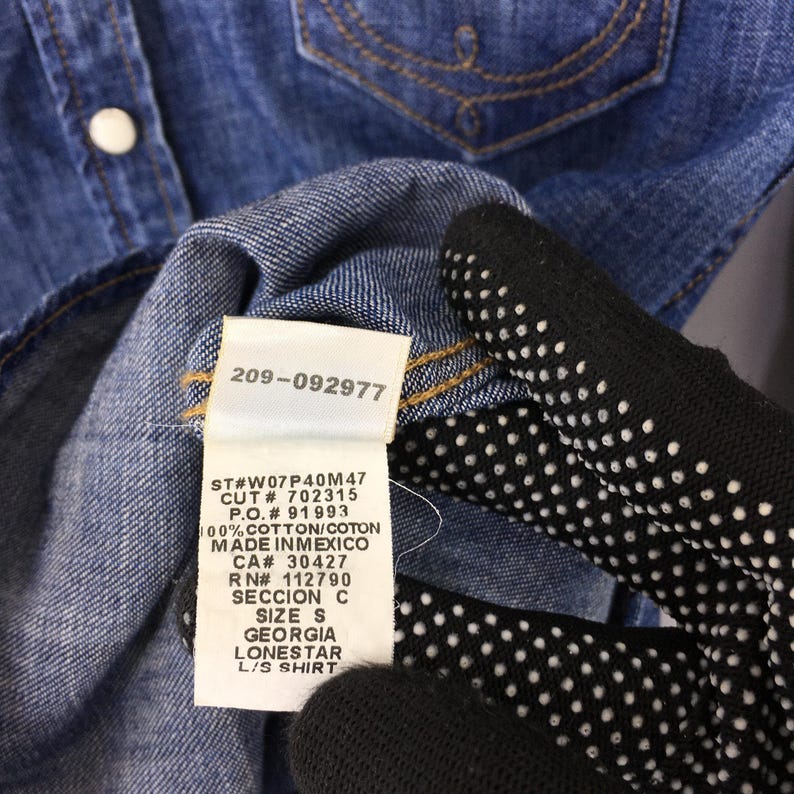 209-092977
ST#W07P40M47
CUT# 702315
P.O.# 91993
100% COTTON/COTON
MADE IN MEXICO
CA# 30427
RN# 112790
SECCION C
SIZE S
GEORGIA
LONESTAR
L/S SHIRT